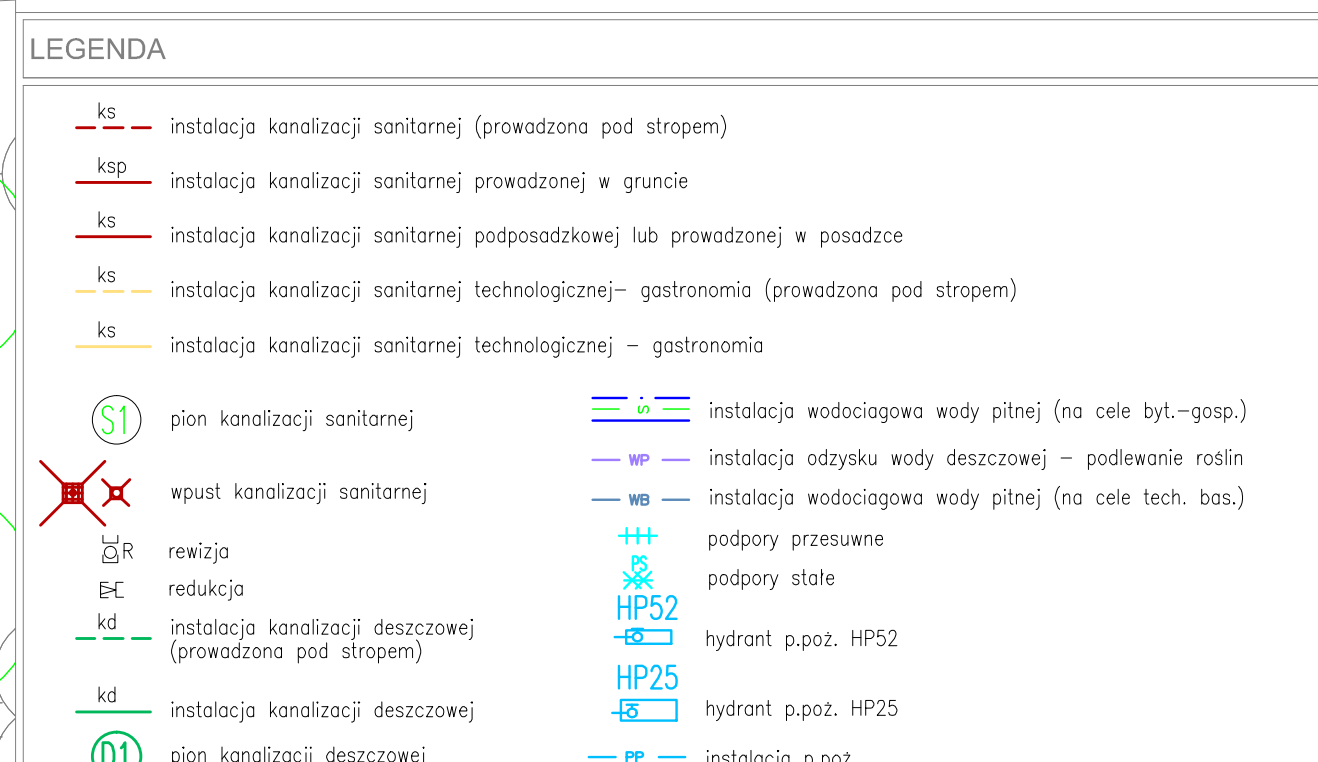 LEGENDA
ks
instalacja kanalizacji sanitarnej (prowadzona pod stropem)
ksp
instalacja kanalizacji sanitarnej prowadzonej w gruncie
ks
instalacja kanalizacji sanitarnej podposadzkowej lub prowadzonej w posadzce
ks
instalacja kanalizacji sanitarnej technologicznej– gastronomia (prowadzona pod stropem)
ks
instalacja kanalizacji sanitarnej technologicznej – gastronomia
S1 pion kanalizacji sanitarnej
wpust kanalizacji sanitarnej
R rewizja
redukcja
kd
instalacja kanalizacji deszczowej
(prowadzona pod stropem)
kd
instalacja kanalizacji deszczowej
D1 pion kanalizacji deszczowej
S instalacja wodociagowa wody pitnej (na cele byt.–gosp.)
WP instalacja odzysku wody deszczowej – podlewanie roślin
WB instalacja wodociagowa wody pitnej (na cele tech. bas.)
podpory przesuwne
PS
podpory stałe
HP52
hydrant p.poż. HP52
HP25
hydrant p.poż. HP25
PP instalacja p.poż.